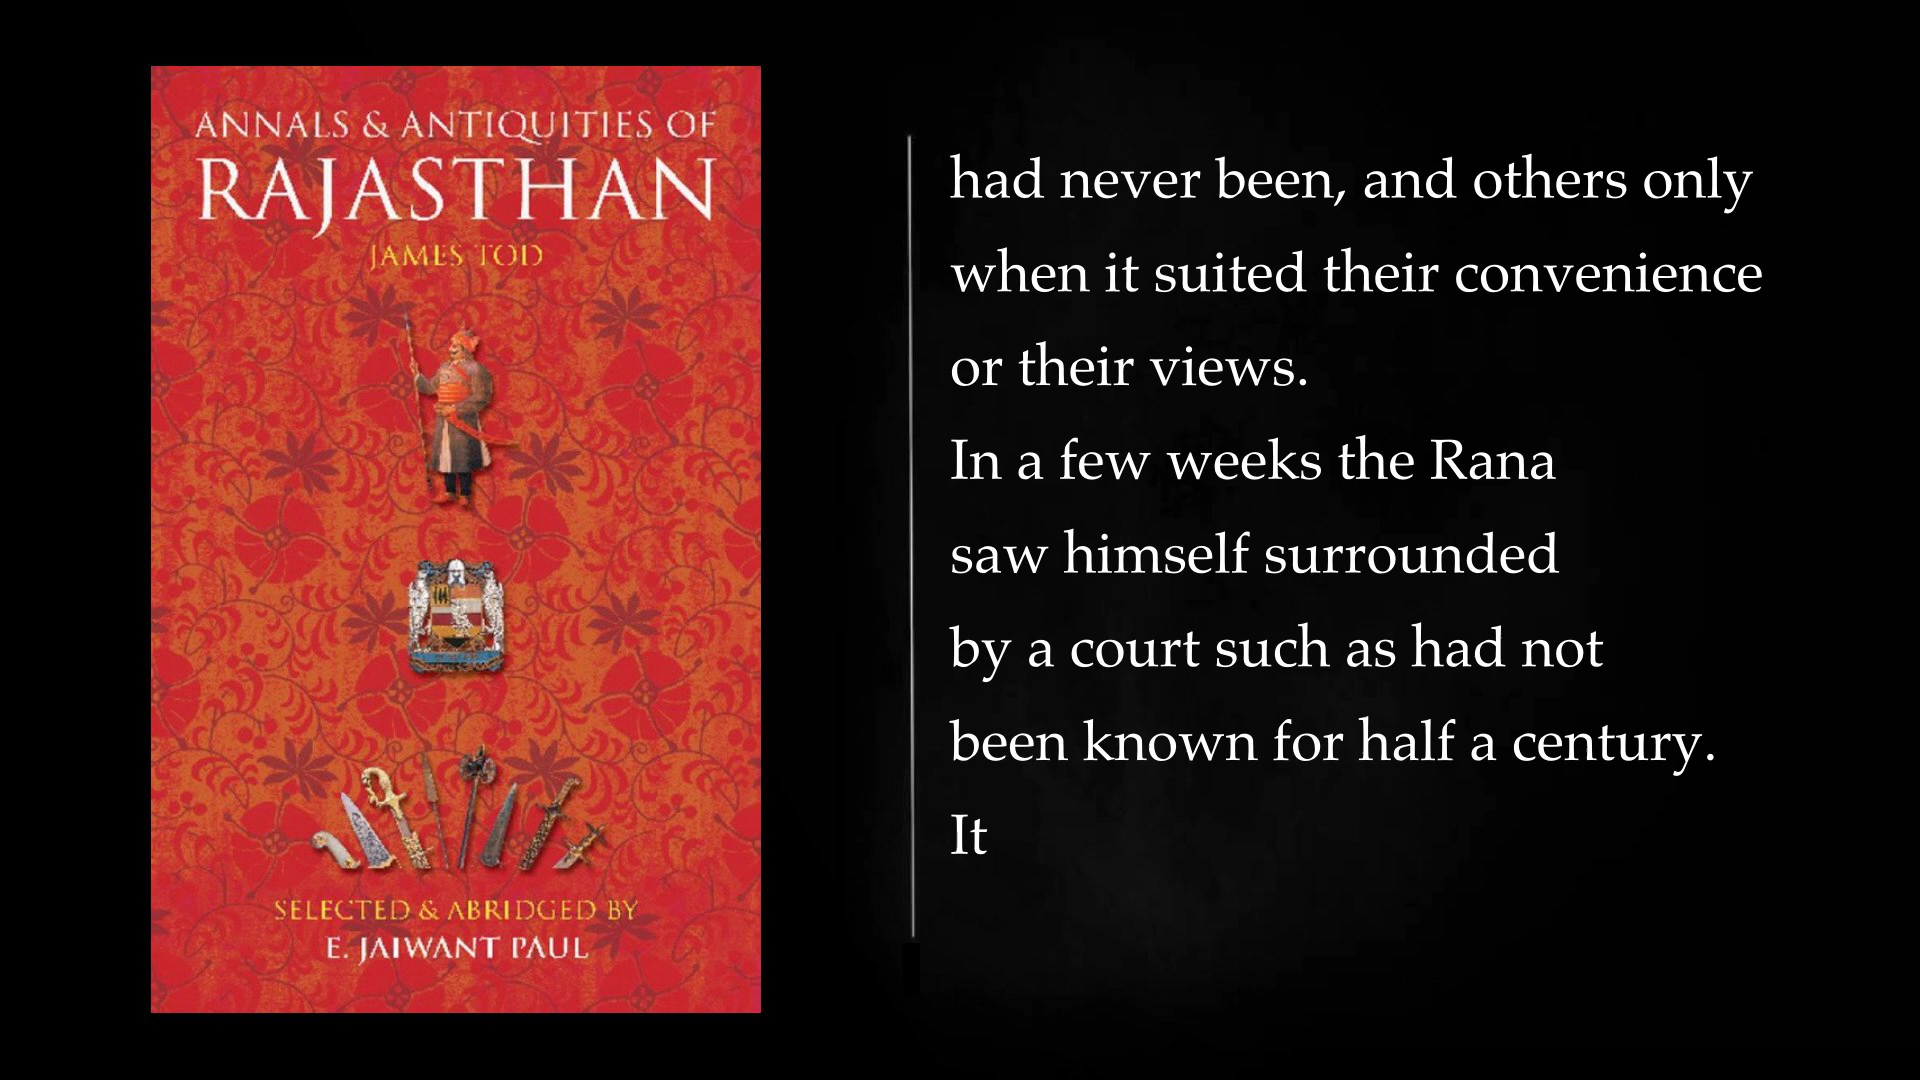 ANNALS & ANTIQUITIES OF
RAJASTHAN
JAMES TOD
SELECTED & ABRIDGED BY
E. JAIWANT PAUL
had never been, and others only
when it suited their convenience
or their views.
In a few weeks the Rana
saw himself surrounded
by a court such as had not
been known for half a century.
It